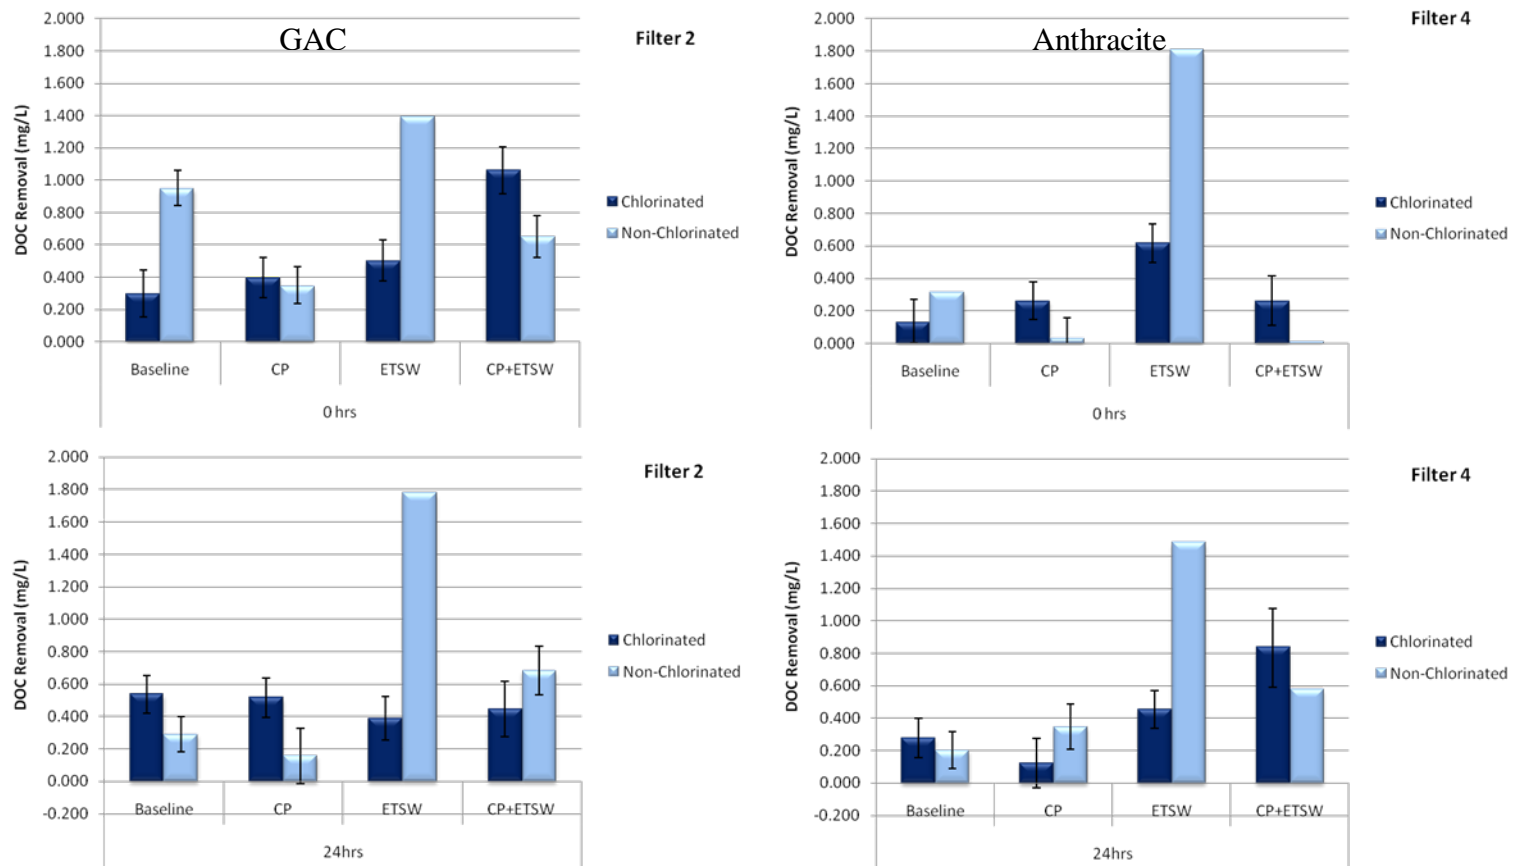 GAC
Filter 2
DOC Removal (mg/L)
2.000
1.800
1.600
1.400
1.200
1.000
0.800
0.600
0.400
0.200
0.000
Chlorinated
Non-Chlorinated
Baseline CP ETSW CP+ETSW
0 hrs
Anthracite
Filter 4
DOC Removal (mg/L)
2.000
1.800
1.600
1.400
1.200
1.000
0.800
0.600
0.400
0.200
0.000
Chlorinated
Non-Chlorinated
Baseline CP ETSW CP+ETSW
0 hrs
Filter 2
DOC Removal (mg/L)
2.000
1.800
1.600
1.400
1.200
1.000
0.800
0.600
0.400
0.200
0.000
-0.200
Chlorinated
Non-Chlorinated
Baseline CP ETSW CP+ETSW
24hrs
Filter 4
DOC Removal (mg/L)
2.000
1.800
1.600
1.400
1.200
1.000
0.800
0.600
0.400
0.200
0.000
-0.200
Chlorinated
Non-Chlorinated
Baseline CP ETSW CP+ETSW
24hrs